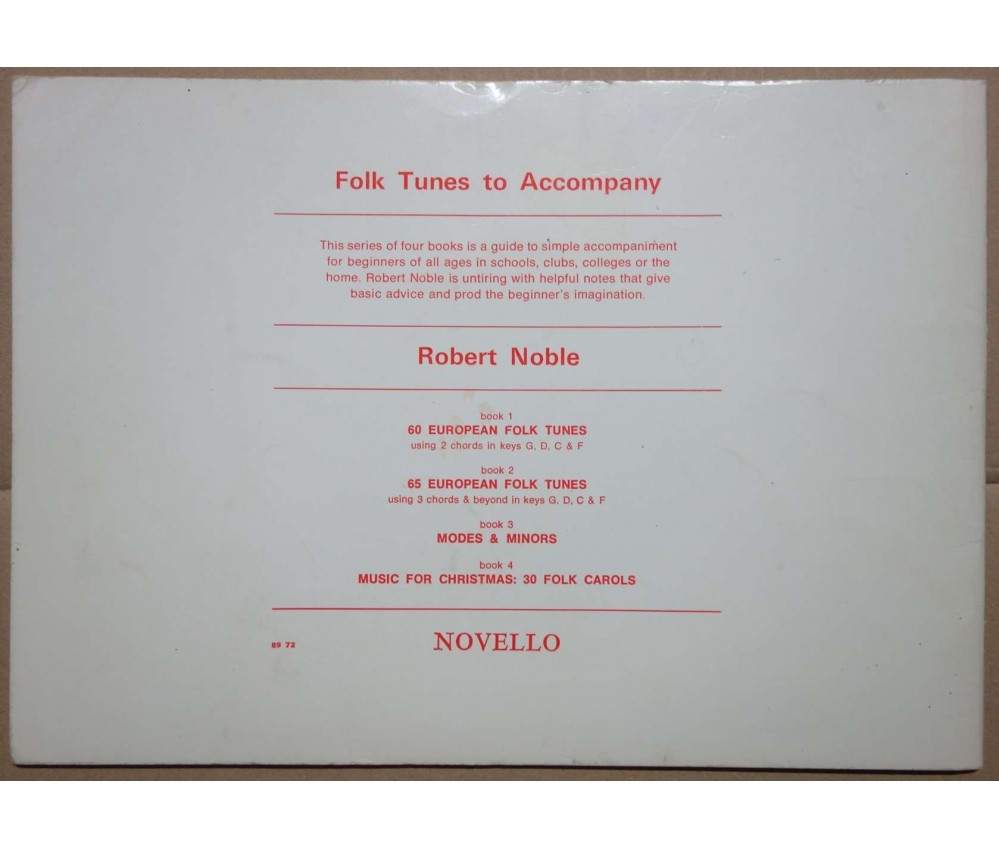 Folk Tunes to Accompany
This series of four books is a guide to simple accompaniment
for beginners of all ages in schools, clubs, colleges or the
home. Robert Noble is untiring with helpful notes that give
basic advice and prod the beginner's imagination.
Robert Noble
book 1
60 EUROPEAN FOLK TUNES
using 2 chords in keys G, D, C & F
book 2
65 EUROPEAN FOLK TUNES
using 3 chords & beyond in keys G, D, C & F
book 3
MODES & MINORS
book 4
MUSIC FOR CHRISTMAS: 30 FOLK CAROLS
89 72
NOVELLO